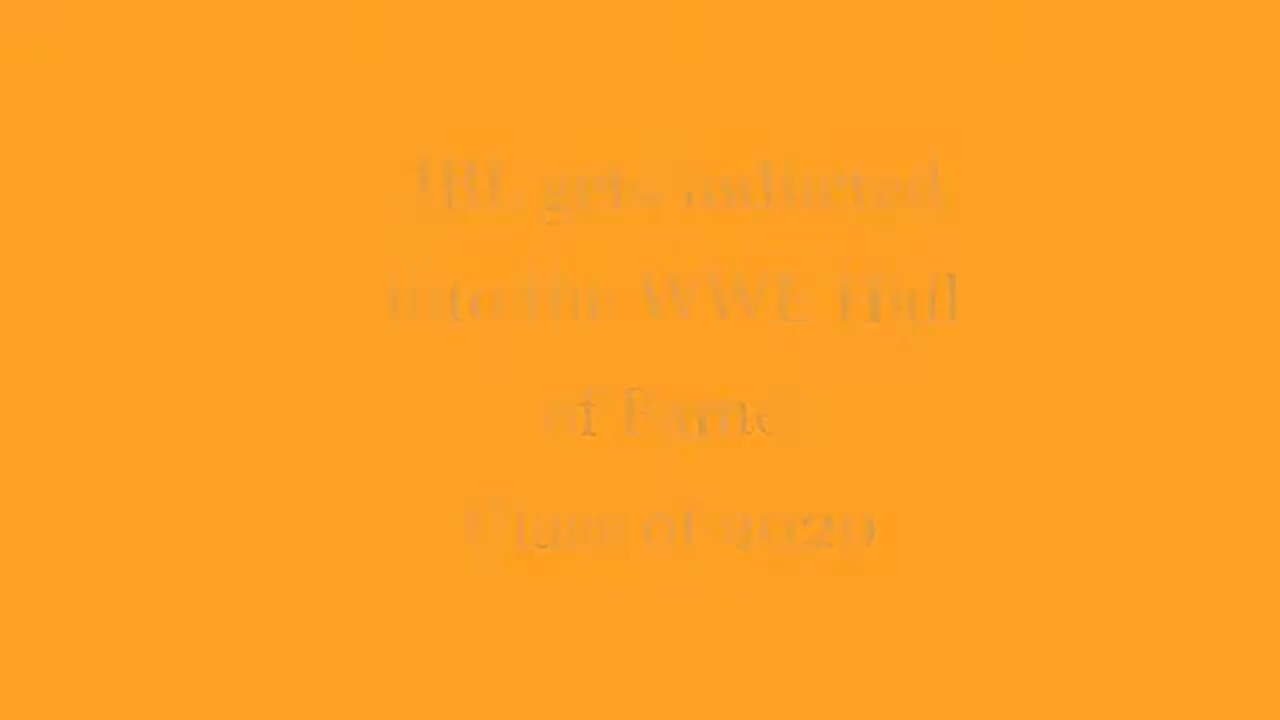 JBL gets inducted
into the WWE Hall
of Fame
Class of 2020